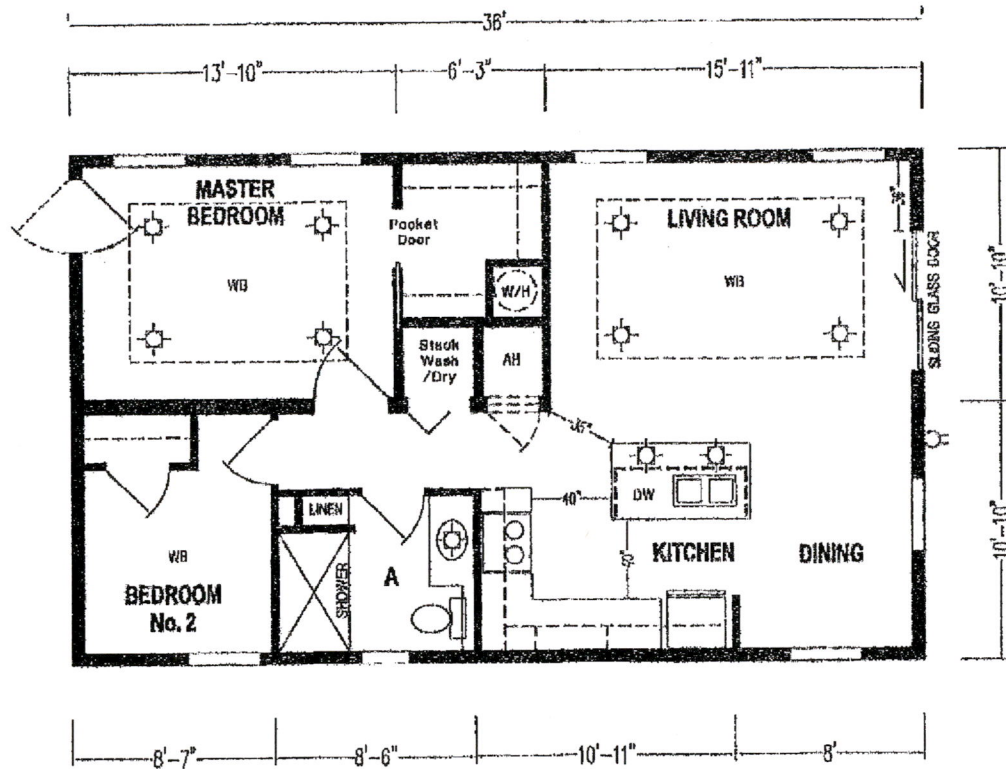 36'
13'-10"
6'-3"
15'-11"
MASTER
BEDROOM
WB
Pocket
Door
W/H
LIVING ROOM
WB
36"
SLIDING GLASS DOOR
10'-10"
Stack
Wash
/Dry
AH
36"
LINEN
SHOWER
A
WB
BEDROOM
No. 2
40"
DW
40"
KITCHEN
DINING
10'-10"
8'-7"
8'-6"
10'-11"
8'